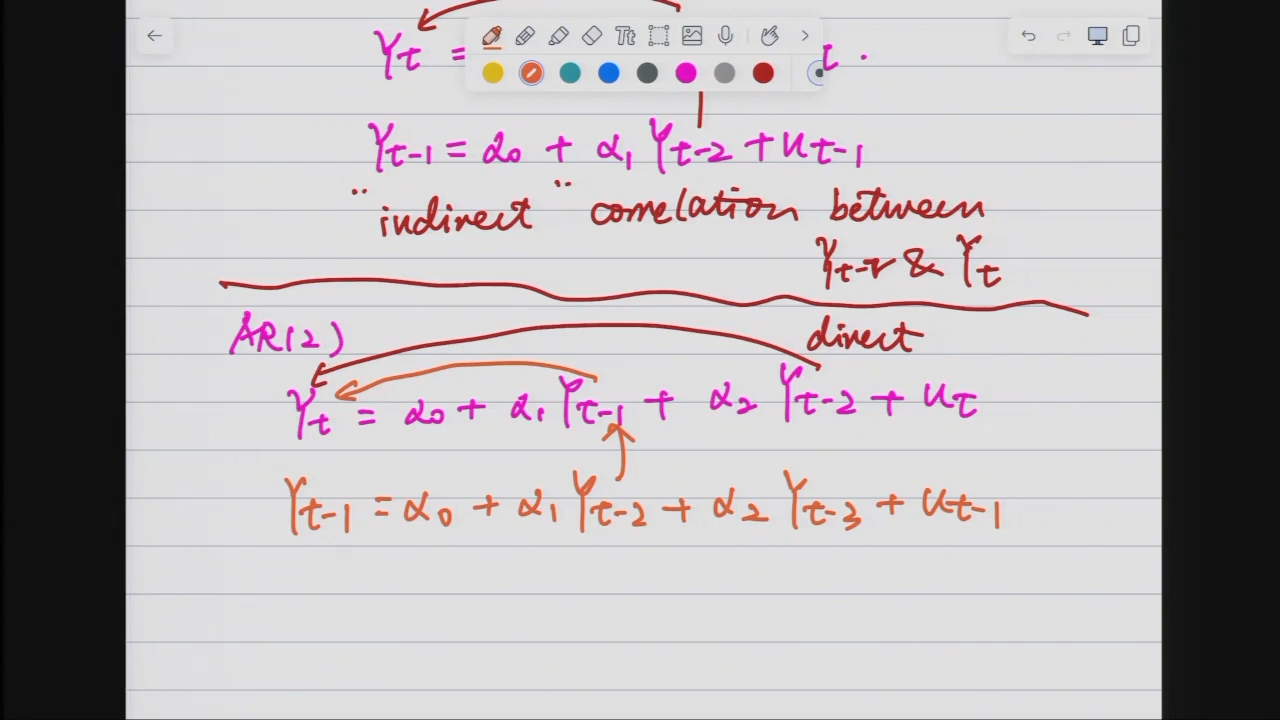 Yt = t.
Yt-1 = α0 + α1 Yt-2 + ut-1
"indirect" correlation between
Yt-2 & Yt
AR(2) direct
Yt = α0 + α1 Yt-1 + α2 Yt-2 + ut
Yt-1 = α0 + α1 Yt-2 + α2 Yt-3 + ut-1